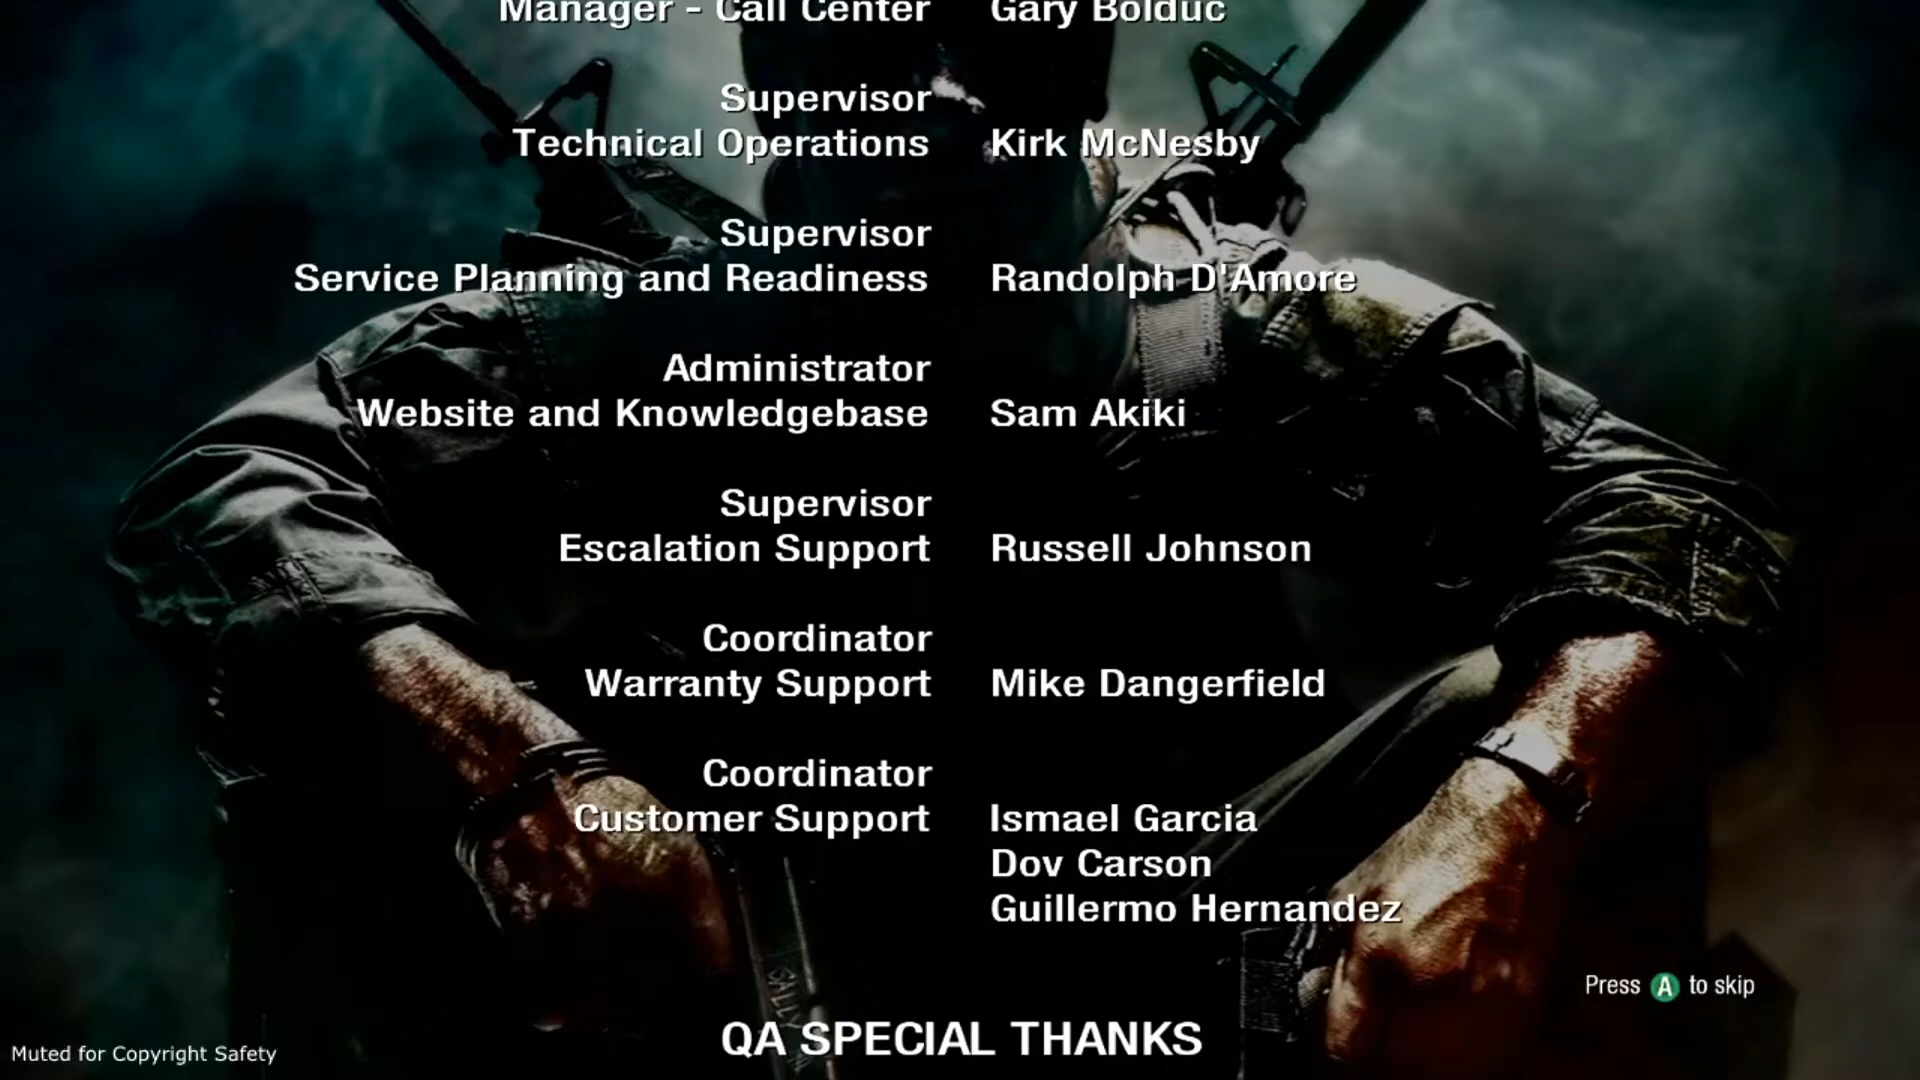 Manager - Call Center Gary Bolduc
Supervisor
Technical Operations Kirk McNesby
Supervisor
Service Planning and Readiness Randolph D'Amore
Administrator
Website and Knowledgebase Sam Akiki
Supervisor
Escalation Support Russell Johnson
Coordinator
Warranty Support Mike Dangerfield
Coordinator
Customer Support Ismael Garcia
Dov Carson
Guillermo Hernandez
Press A to skip
QA SPECIAL THANKS
Muted for Copyright Safety
SALLY